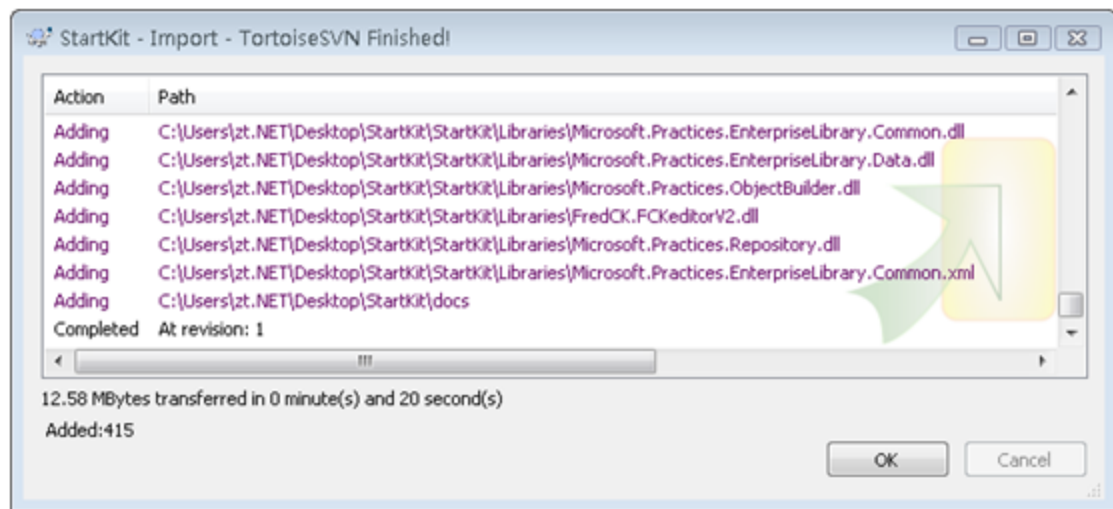 StartKit - Import - TortoiseSVN Finished!
Action Path
Adding C:\Users\zt.NET\Desktop\StartKit\StartKit\Libraries\Microsoft.Practices.EnterpriseLibrary.Common.dll
Adding C:\Users\zt.NET\Desktop\StartKit\StartKit\Libraries\Microsoft.Practices.EnterpriseLibrary.Data.dll
Adding C:\Users\zt.NET\Desktop\StartKit\StartKit\Libraries\Microsoft.Practices.ObjectBuilder.dll
Adding C:\Users\zt.NET\Desktop\StartKit\StartKit\Libraries\FredCK.FCKeditorV2.dll
Adding C:\Users\zt.NET\Desktop\StartKit\StartKit\Libraries\Microsoft.Practices.Repository.dll
Adding C:\Users\zt.NET\Desktop\StartKit\StartKit\Libraries\Microsoft.Practices.EnterpriseLibrary.Common.xml
Adding C:\Users\zt.NET\Desktop\StartKit\docs
Completed At revision: 1
12.58 MBytes transferred in 0 minute(s) and 20 second(s)
Added:415
OK Cancel